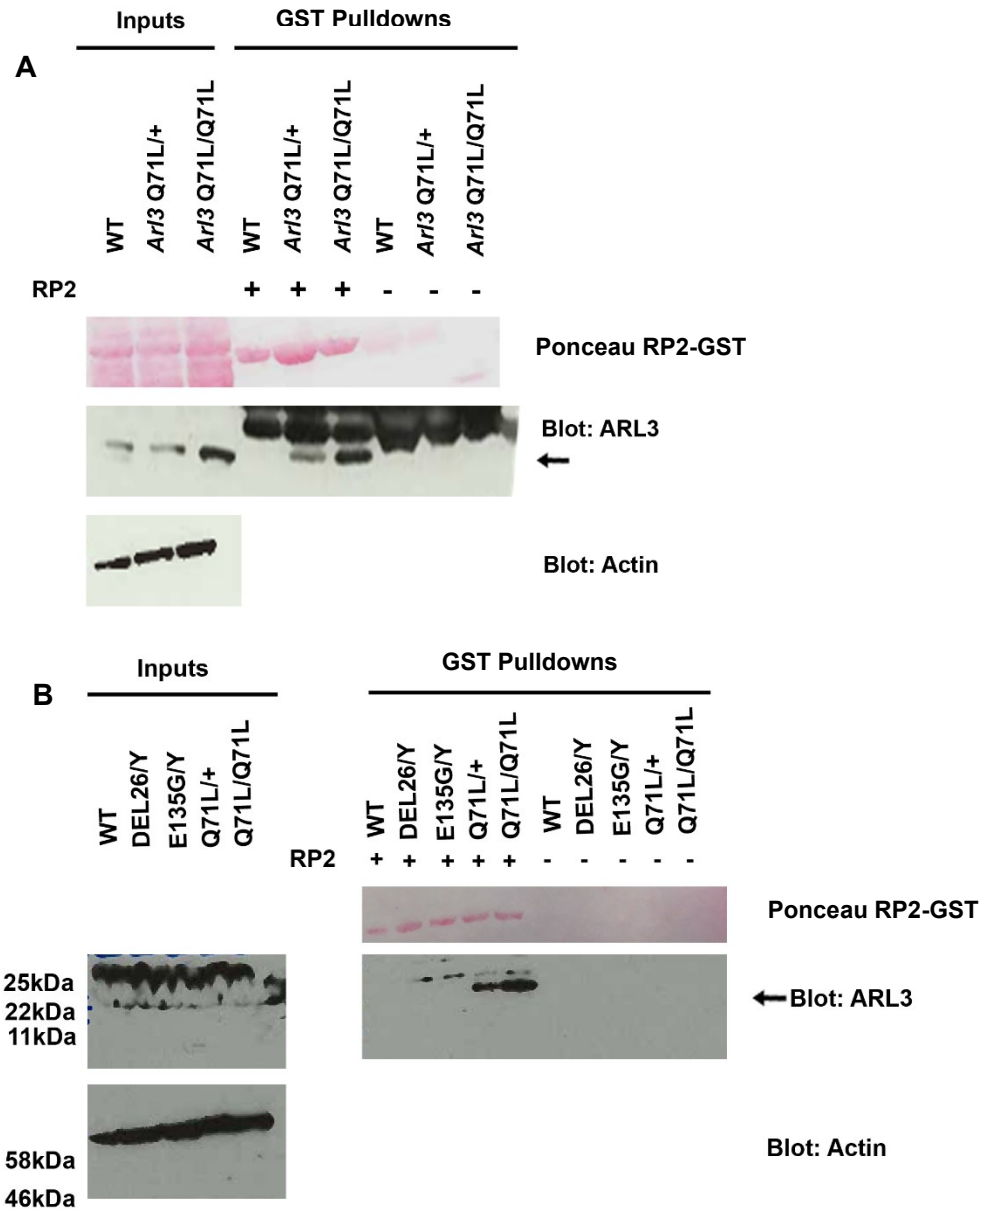 Inputs
GST Pulldowns
A
WT
Arl3 Q71L/+
Arl3 Q71L/Q71L
WT
Arl3 Q71L/+
Arl3 Q71L/Q71L
WT
Arl3 Q71L/+
Arl3 Q71L/Q71L
RP2 + + + - - -
Ponceau RP2-GST
Blot: ARL3
Blot: Actin
Inputs
GST Pulldowns
B
WT
DEL26/Y
E135G/Y
Q71L/+
Q71L/Q71L
WT
DEL26/Y
E135G/Y
Q71L/+
Q71L/Q71L
WT
DEL26/Y
E135G/Y
Q71L/+
Q71L/Q71L
RP2 + + + + + - - - - -
Ponceau RP2-GST
25kDa
22kDa
11kDa
Blot: ARL3
Blot: Actin
58kDa
46kDa